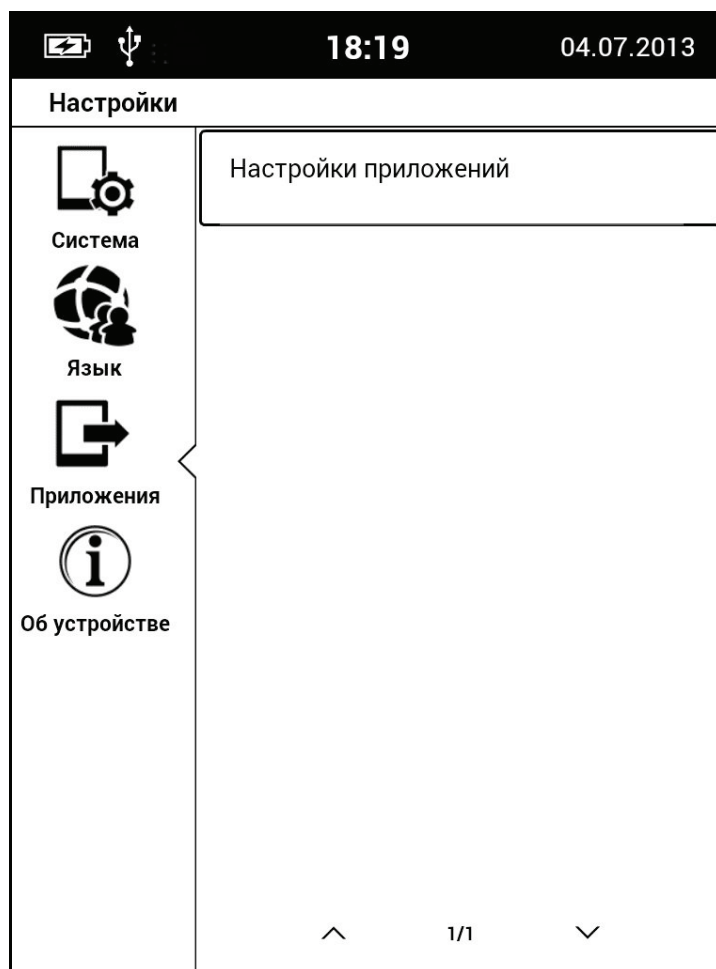 18:19 04.07.2013
Настройки
Настройки приложений
Система
Язык
Приложения
Об устройстве
1/1